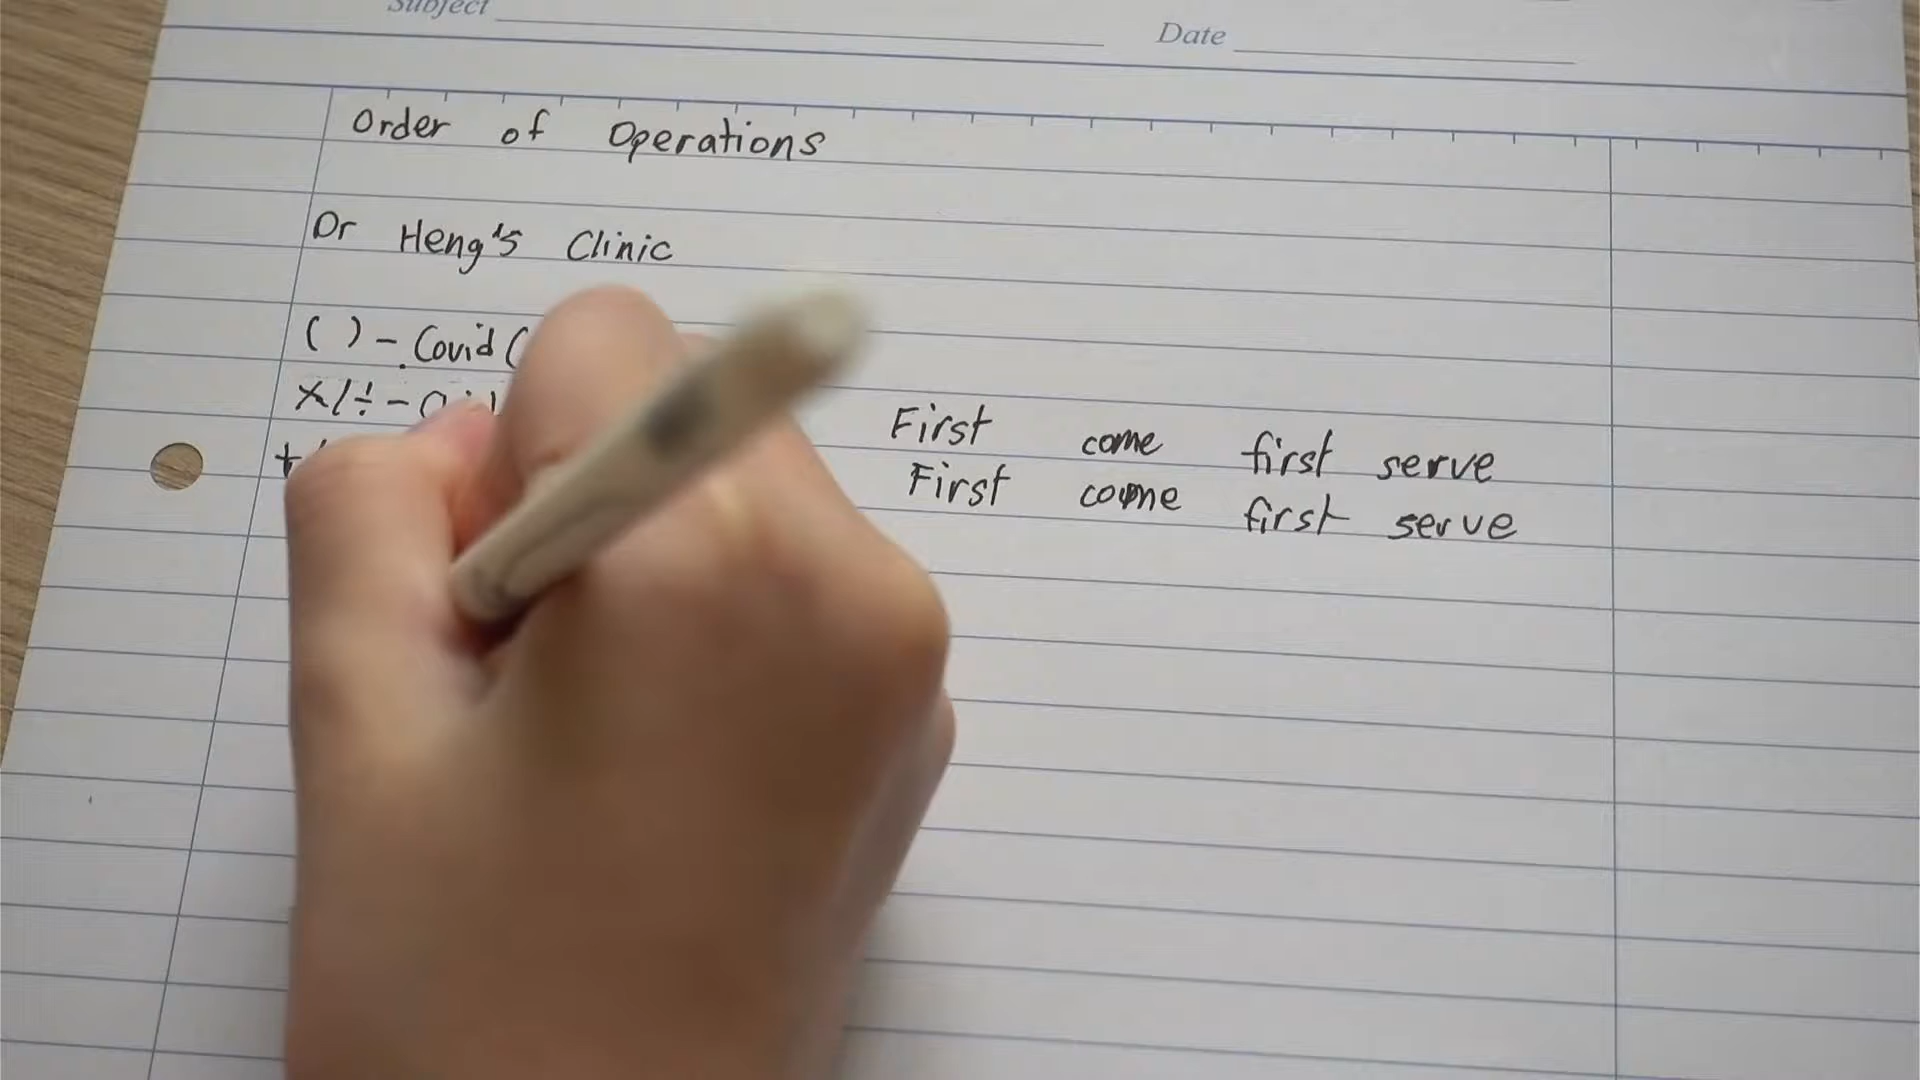 Subject
Date
Order of Operations
Dr Heng's Clinic
( ) - Covid (
×/÷ -
First come first serve
+
First come first serve